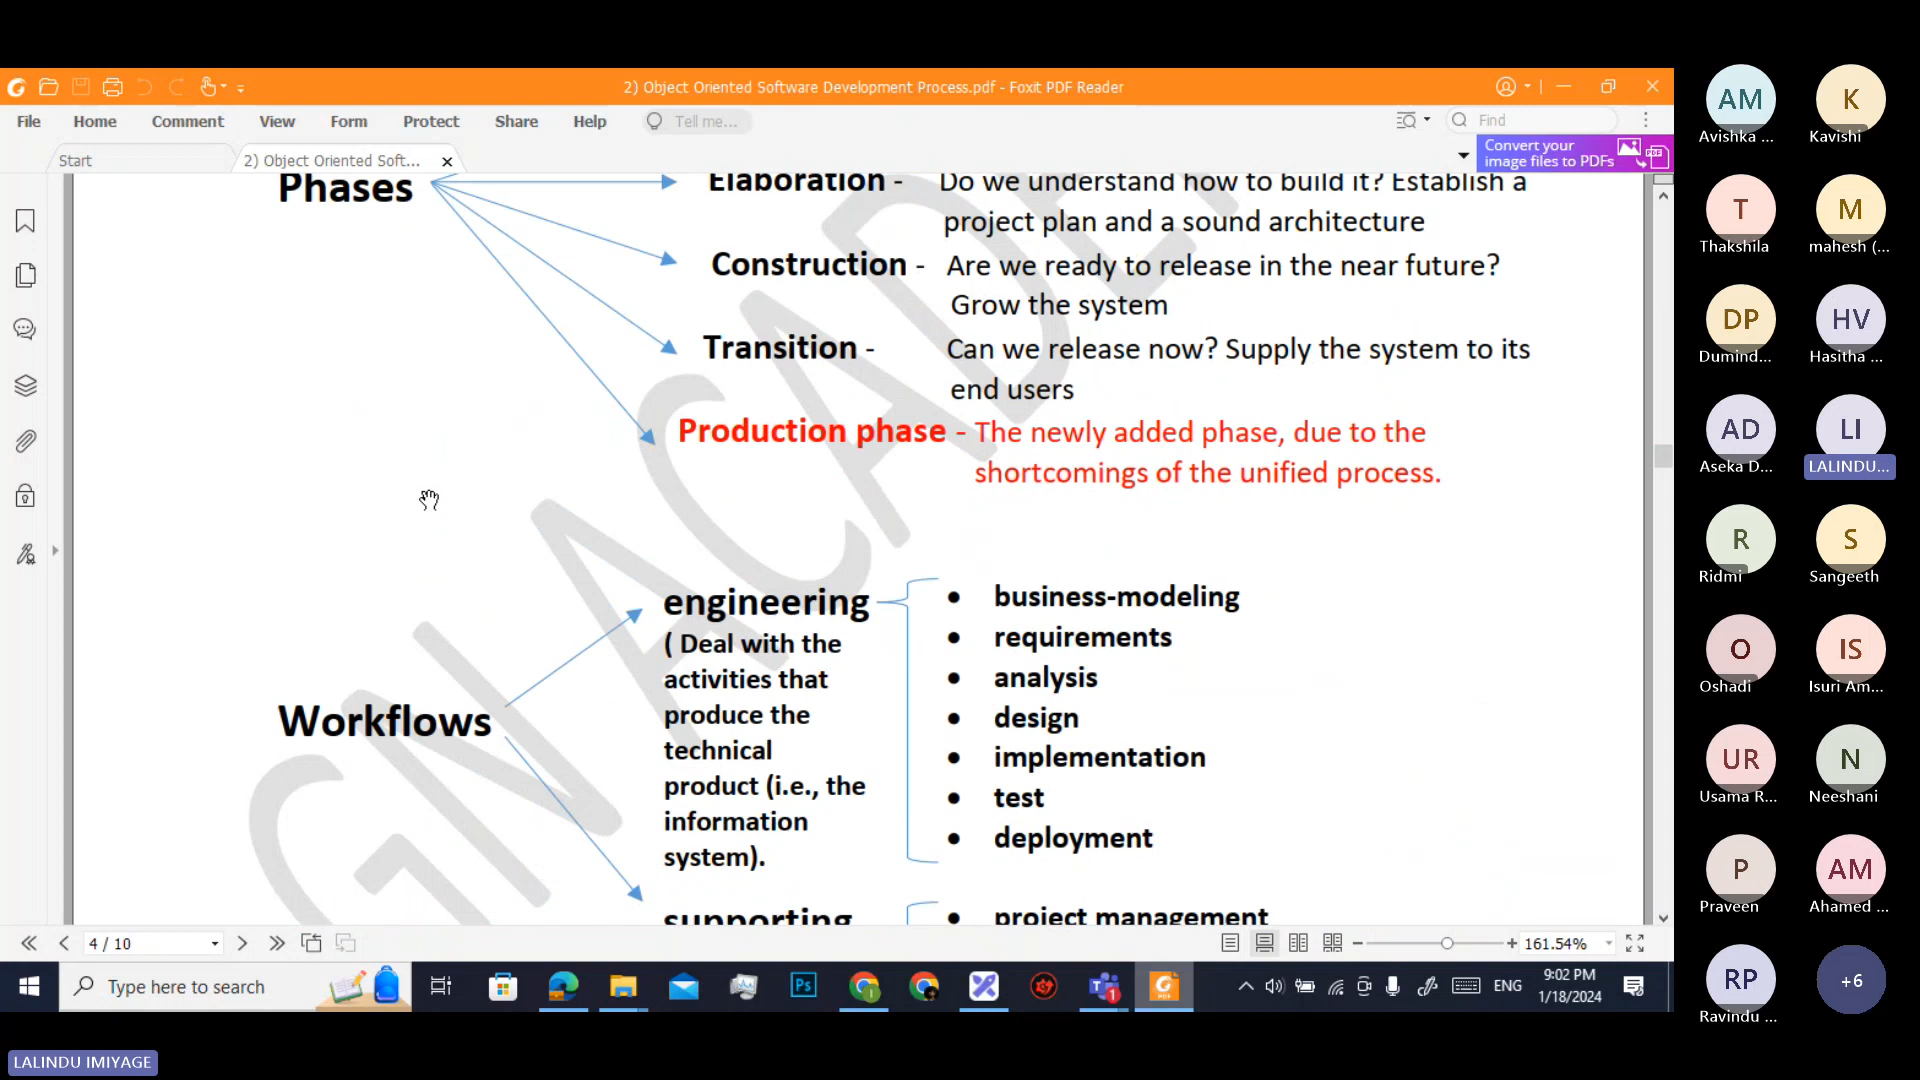 2) Object Oriented Software Development Process.pdf - Foxit PDF Reader
File Home Comment View Form Protect Share Help Tell me... Find
Start
2) Object Oriented Soft...
Convert your
image files to PDFs
PDF
Phases
Elaboration - Do we understand how to build it? Establish a
project plan and a sound architecture
Construction - Are we ready to release in the near future?
Grow the system
Transition - Can we release now? Supply the system to its
end users
Production phase - The newly added phase, due to the
shortcomings of the unified process.
Workflows
engineering
( Deal with the
activities that
produce the
technical
product (i.e., the
information
system).
• business-modeling
• requirements
• analysis
• design
• implementation
• test
• deployment
supporting
• project management
GN ACADE
4 / 10
161.54%
Type here to search
Ps
ENG
9:02 PM
1/18/2024
AM
Avishka ...
K
Kavishi
T
Thakshila
M
mahesh (...
DP
Dumind...
HV
Hasitha ...
AD
Aseka D...
LI
LALINDU...
R
Ridmi
S
Sangeeth
O
Oshadi
IS
Isuri Am...
UR
Usama R...
N
Neeshani
P
Praveen
AM
Ahamed ...
RP
Ravindu ...
+6
LALINDU IMIYAGE